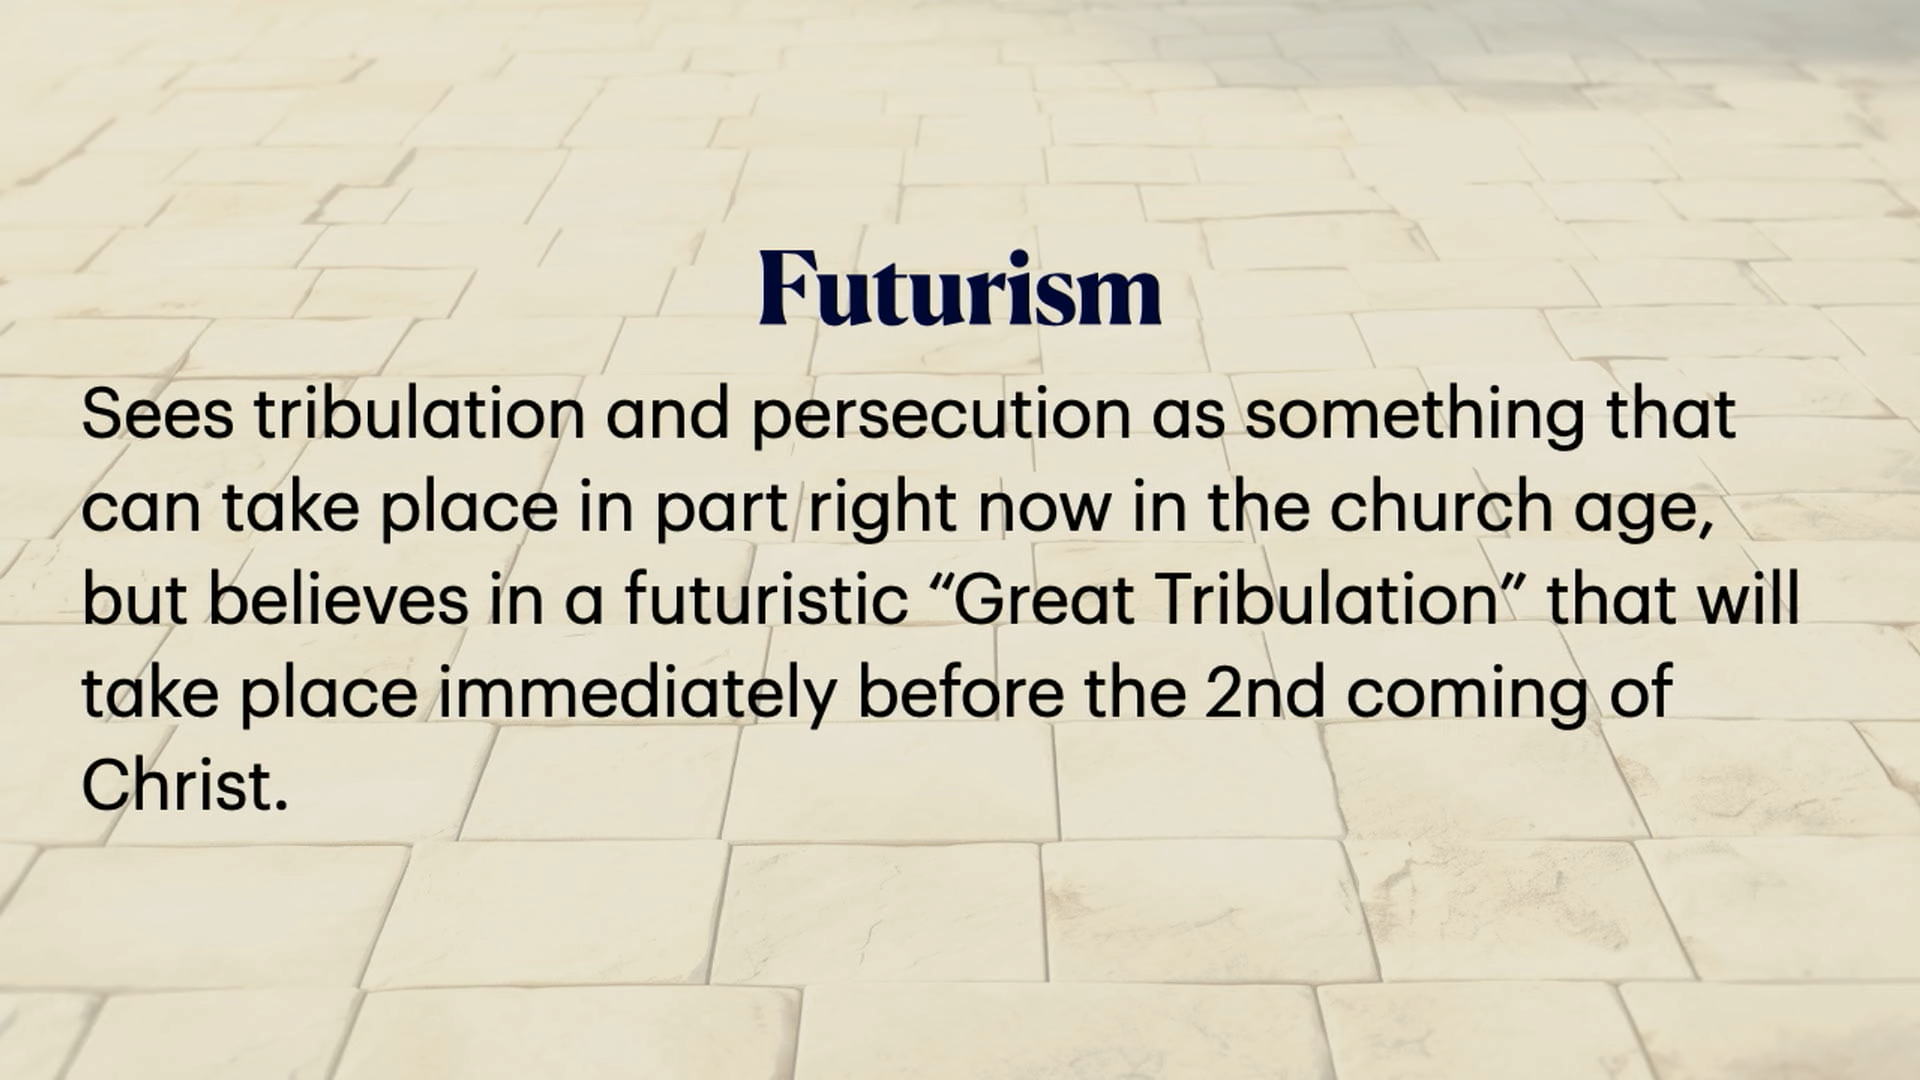 Futurism
Sees tribulation and persecution as something that
can take place in part right now in the church age,
but believes in a futuristic “Great Tribulation” that will
take place immediately before the 2nd coming of
Christ.